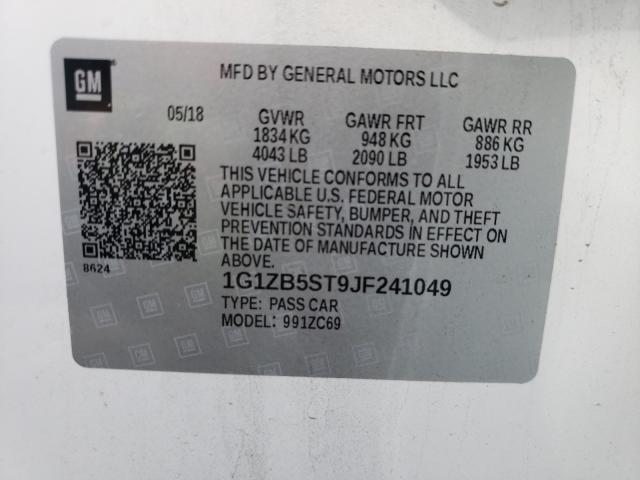 GM
MFD BY GENERAL MOTORS LLC
05/18 GVWR GAWR FRT GAWR RR
1834 KG 948 KG 886 KG
4043 LB 2090 LB 1953 LB
THIS VEHICLE CONFORMS TO ALL
APPLICABLE U.S. FEDERAL MOTOR
VEHICLE SAFETY, BUMPER, AND THEFT
PREVENTION STANDARDS IN EFFECT ON
THE DATE OF MANUFACTURE SHOWN
ABOVE.
8624
1G1ZB5ST9JF241049
TYPE: PASS CAR
MODEL: 991ZC69